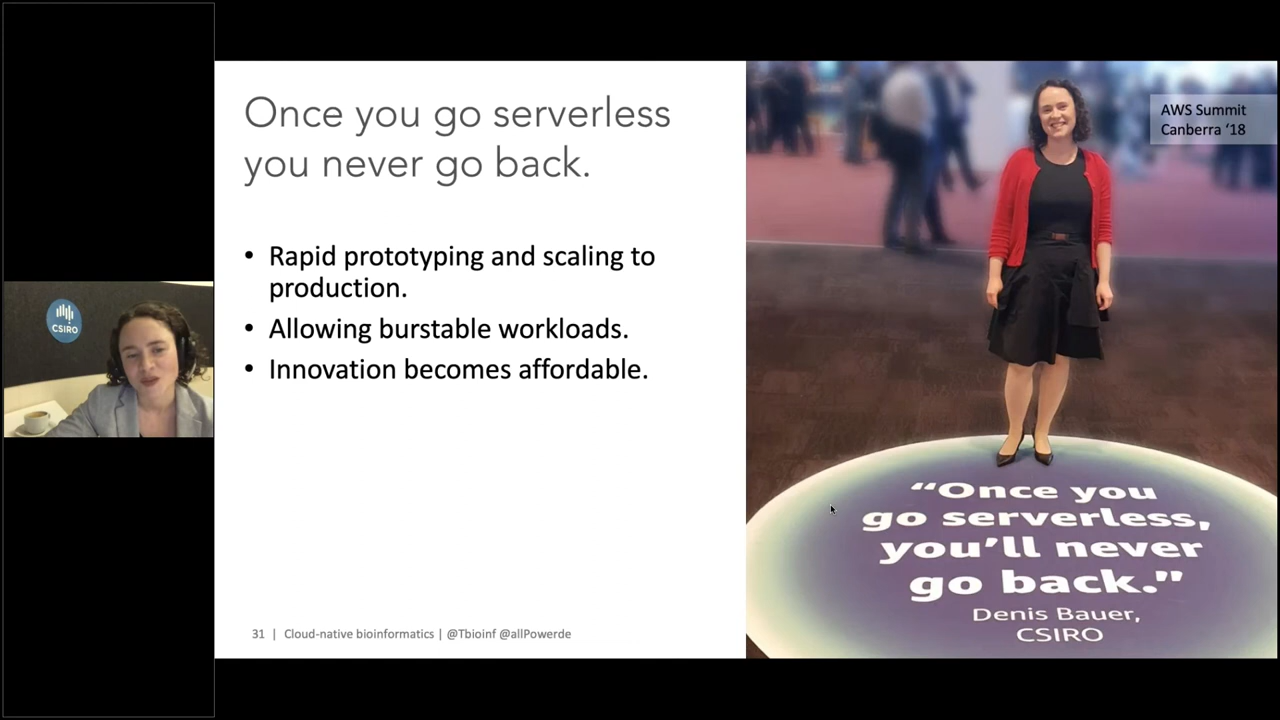 Once you go serverless
you never go back.
• Rapid prototyping and scaling to
production.
• Allowing burstable workloads.
• Innovation becomes affordable.
31 | Cloud-native bioinformatics | @Tbioinf @allPowerde
CSIRO
AWS Summit
Canberra ‘18
“Once you
go serverless,
you’ll never
go back.”
Denis Bauer,
CSIRO